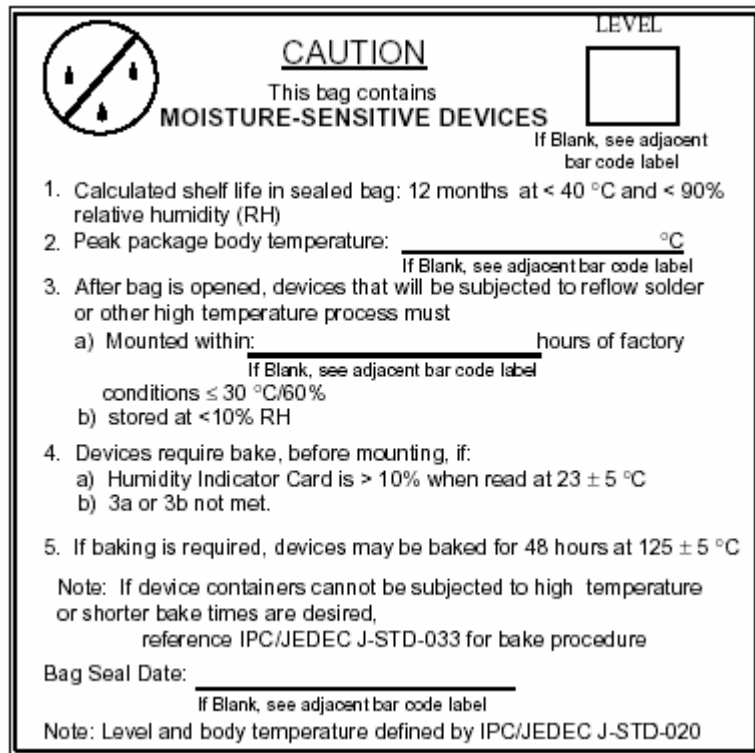 LEVEL
CAUTION
This bag contains
MOISTURE-SENSITIVE DEVICES
If Blank, see adjacent
bar code label
1. Calculated shelf life in sealed bag: 12 months at < 40 °C and < 90%
relative humidity (RH)
2. Peak package body temperature: °C
If Blank, see adjacent bar code label
3. After bag is opened, devices that will be subjected to reflow solder
or other high temperature process must
a) Mounted within: hours of factory
If Blank, see adjacent bar code label
conditions ≤ 30 °C/60%
b) stored at <10% RH
4. Devices require bake, before mounting, if:
a) Humidity Indicator Card is > 10% when read at 23 ± 5 °C
b) 3a or 3b not met.
5. If baking is required, devices may be baked for 48 hours at 125 ± 5 °C
Note: If device containers cannot be subjected to high temperature
or shorter bake times are desired,
reference IPC/JEDEC J-STD-033 for bake procedure
Bag Seal Date:
If Blank, see adjacent bar code label
Note: Level and body temperature defined by IPC/JEDEC J-STD-020